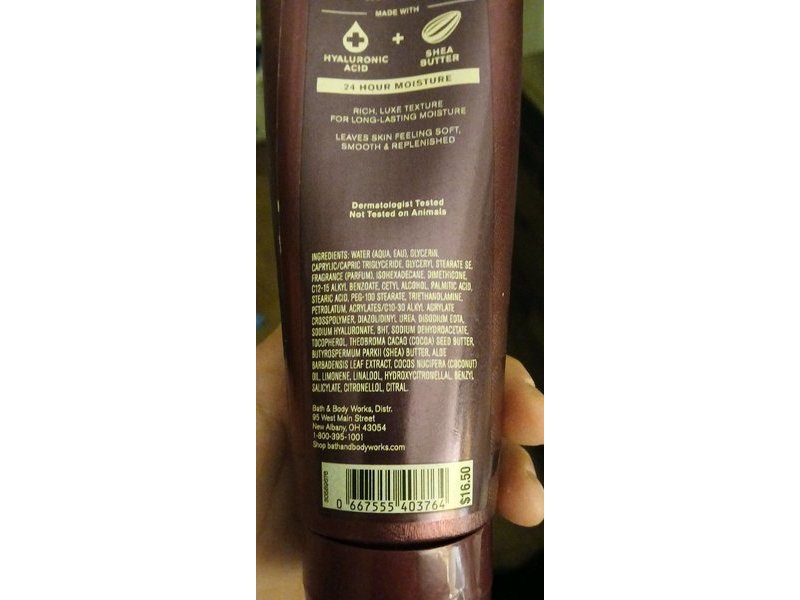 MADE WITH
HYALURONIC ACID + SHEA BUTTER
24 HOUR MOISTURE
RICH, LUXE TEXTURE
FOR LONG-LASTING MOISTURE
LEAVES SKIN FEELING SOFT,
SMOOTH & REPLENISHED
Dermatologist Tested
Not Tested on Animals
INGREDIENTS: WATER (AQUA, EAU), GLYCERIN,
CAPRYLIC/CAPRIC TRIGLYCERIDE, GLYCERYL STEARATE SE,
FRAGRANCE (PARFUM), ISOHEXADECANE, DIMETHICONE,
C12-15 ALKYL BENZOATE, CETYL ALCOHOL, PALMITIC ACID,
STEARIC ACID, PEG-100 STEARATE, TRIETHANOLAMINE,
PETROLATUM, ACRYLATES/C10-30 ALKYL ACRYLATE
CROSSPOLYMER, DIAZOLIDINYL UREA, DISODIUM EDTA,
SODIUM HYALURONATE, BHT, SODIUM DEHYDROACETATE,
TOCOPHEROL, THEOBROMA CACAO (COCOA) SEED BUTTER,
BUTYROSPERMUM PARKII (SHEA) BUTTER, ALOE
BARBADENSIS LEAF EXTRACT, COCOS NUCIFERA (COCONUT)
OIL, LIMONENE, LINALOOL, HYDROXYCITRONELLAL, BENZYL
SALICYLATE, CITRONELLOL, CITRAL.
Bath & Body Works, Distr.
95 West Main Street
New Albany, OH 43054
1-800-395-1001
Shop bathandbodyworks.com
0 667555 403764
$16.50